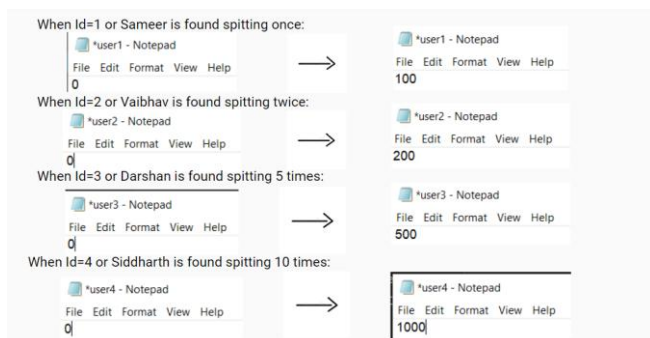 When Id=1 or Sameer is found spitting once:
*user1 - Notepad
File Edit Format View Help
0
*user1 - Notepad
File Edit Format View Help
100
When Id=2 or Vaibhav is found spitting twice:
*user2 - Notepad
File Edit Format View Help
0
*user2 - Notepad
File Edit Format View Help
200
When Id=3 or Darshan is found spitting 5 times:
*user3 - Notepad
File Edit Format View Help
0
*user3 - Notepad
File Edit Format View Help
500
When Id=4 or Siddharth is found spitting 10 times:
*user4 - Notepad
File Edit Format View Help
0
*user4 - Notepad
File Edit Format View Help
1000